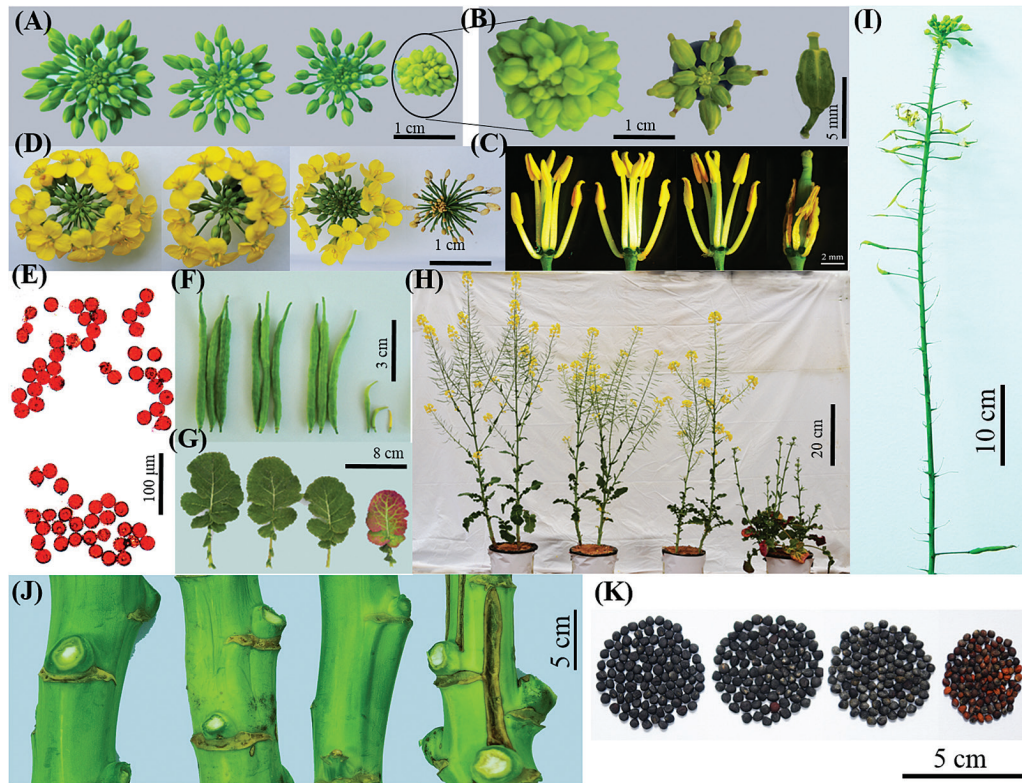 (A)
1 cm
(B)
1 cm
5 mm
(I)
10 cm
(D)
1 cm
(C)
2 mm
(E)
100 µm
(F)
3 cm
(G)
8 cm
(H)
20 cm
(J)
5 cm
(K)
5 cm